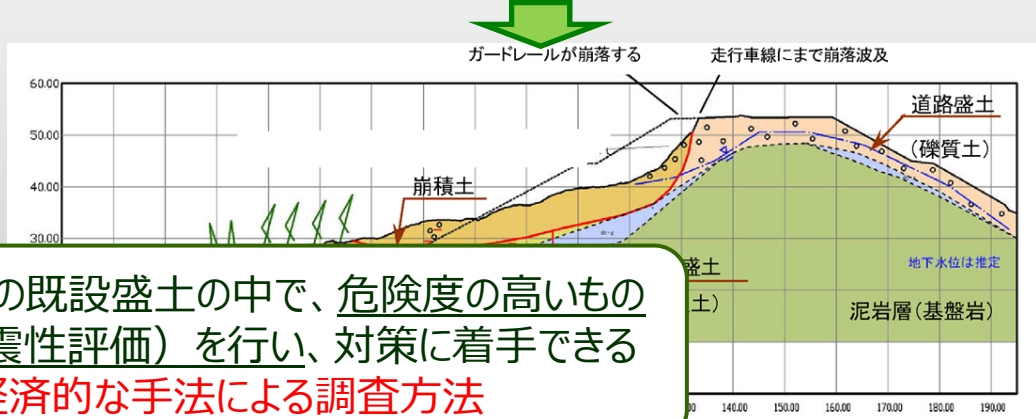 ガードレールが崩落する
走行車線にまで崩落波及
60.00
50.00
40.00
30.00
道路盛土
(礫質土)
崩積土
地下水位は推定
盛土
土)
泥岩層(基盤岩)
の既設盛土の中で、危険度の高いもの
震性評価）を行い、対策に着手できる
経済的な手法による調査方法
140.00 150.00 160.00 170.00 180.00 190.00